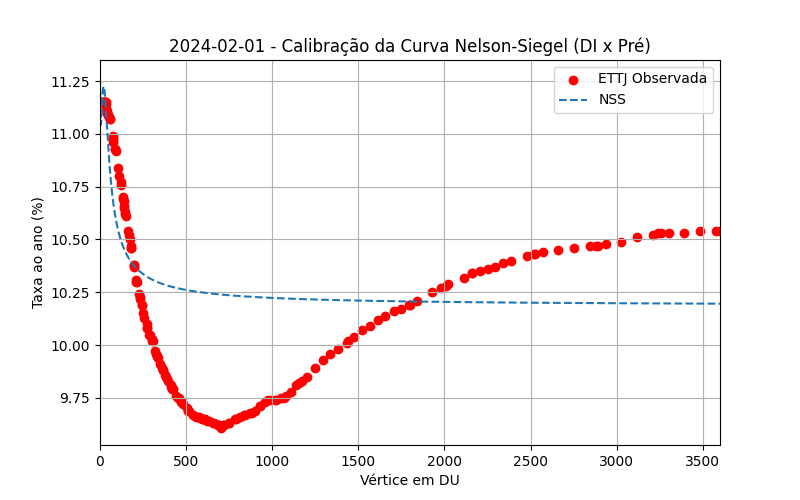 2024-02-01 - Calibração da Curva Nelson-Siegel (DI x Pré)
ETTJ Observada
NSS
Taxa ao ano (%)
11.25
11.00
10.75
10.50
10.25
10.00
9.75
0 500 1000 1500 2000 2500 3000 3500
Vértice em DU